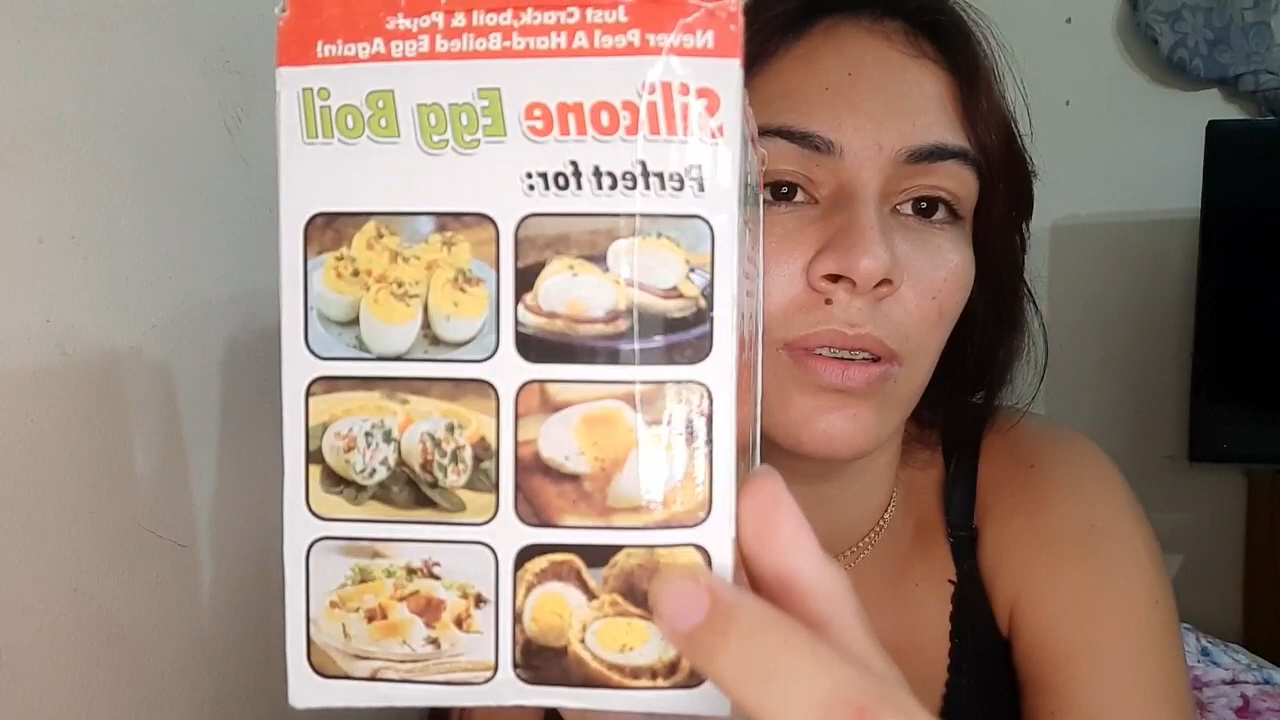 Just Crack,boil & Pop!
Never Peel A Hard-Boiled Egg Again!
Silicone Egg Boil
Perfect for: